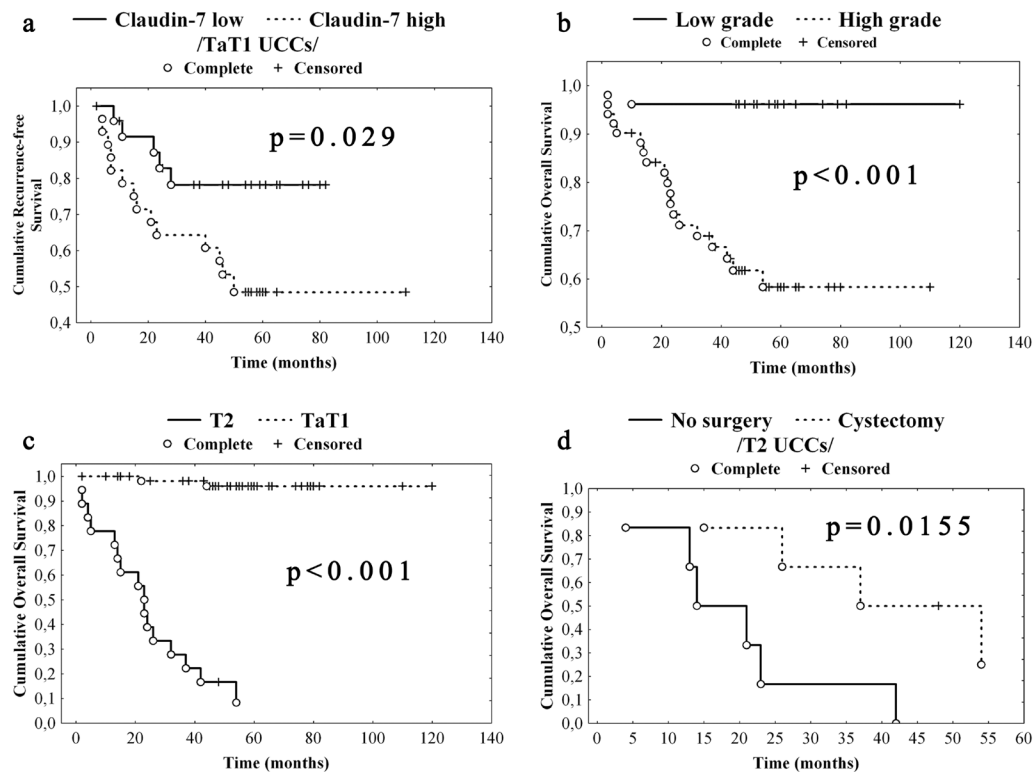 a
Claudin-7 low Claudin-7 high
/TaT1 UCCs/
Complete Censored
p=0.029
Cumulative Recurrence-free
Survival
1,0
0,9
0,8
0,7
0,6
0,5
0,4
0 20 40 60 80 100 120 140
Time (months)
b
Low grade High grade
Complete Censored
p<0.001
Cumulative Overall Survival
1,0
0,9
0,8
0,7
0,6
0,5
0 20 40 60 80 100 120 140
Time (months)
c
T2 TaT1
Complete Censored
p<0.001
Cumulative Overall Survival
1,0
0,9
0,8
0,7
0,6
0,5
0,4
0,3
0,2
0,1
0,0
0 20 40 60 80 100 120 140
Time (months)
d
No surgery Cystectomy
/T2 UCCs/
Complete Censored
p=0.0155
Cumulative Overall Survival
1,0
0,9
0,8
0,7
0,6
0,5
0,4
0,3
0,2
0,1
0,0
0 5 10 15 19 23 28 32 36 40 45 50 55 60
Time (months)